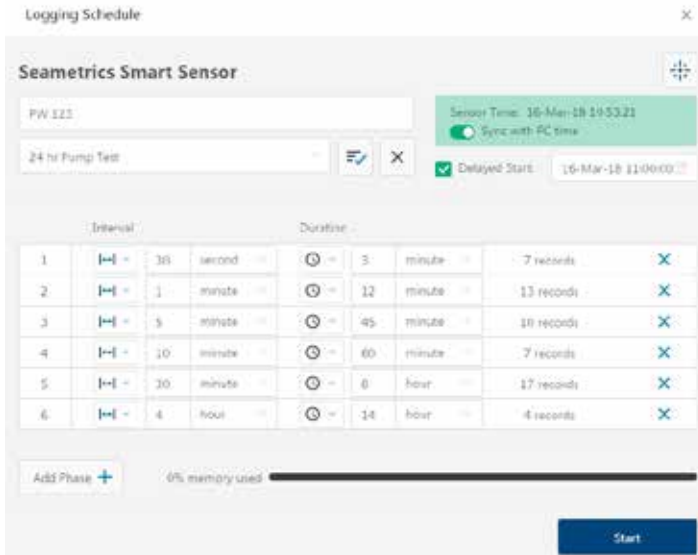 Logging Schedule
Seametrics Smart Sensor
PW 123
Sensor Time: 16-Mar-18 10:53:21
Sync with PC time
24 hr Pump Test
Delayed Start 16-Mar-18 11:00:00
Interval Duration
1 30 second 3 minute 7 records
2 1 minute 12 minute 13 records
3 5 minute 45 minute 10 records
4 10 minute 60 minute 7 records
5 30 minute 8 hour 17 records
6 4 hour 14 hour 4 records
Add Phase 0% memory used
Start